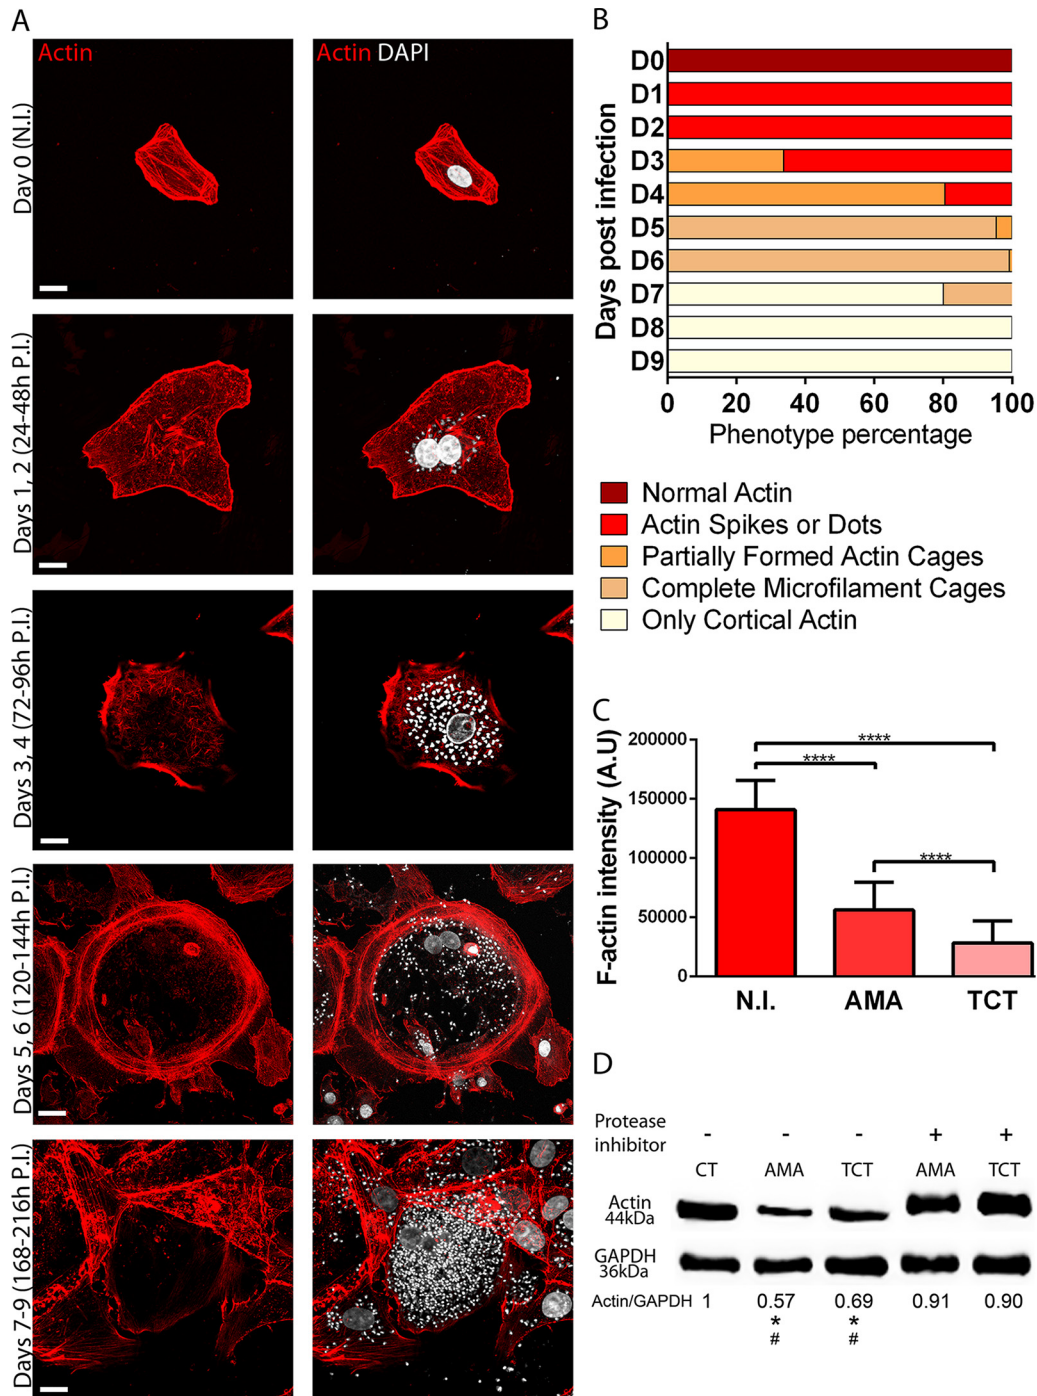 A
Actin
Actin DAPI
Day 0 (N.I.)
Days 1, 2 (24-48h P.I.)
Days 3, 4 (72-96h P.I.)
Days 5, 6 (120-144h P.I.)
Days 7-9 (168-216h P.I.)
B
Days post infection
D0
D1
D2
D3
D4
D5
D6
D7
D8
D9
0 20 40 60 80 100
Phenotype percentage
Normal Actin
Actin Spikes or Dots
Partially Formed Actin Cages
Complete Microfilament Cages
Only Cortical Actin
C
F-actin intensity (A.U)
200000
150000
100000
50000
0
****
****
****
N.I. AMA TCT
D
Protease
inhibitor
- - - + +
CT AMA TCT AMA TCT
Actin
44kDa
GAPDH
36kDa
Actin/GAPDH 1 0.57 0.69 0.91 0.90
* *
# #